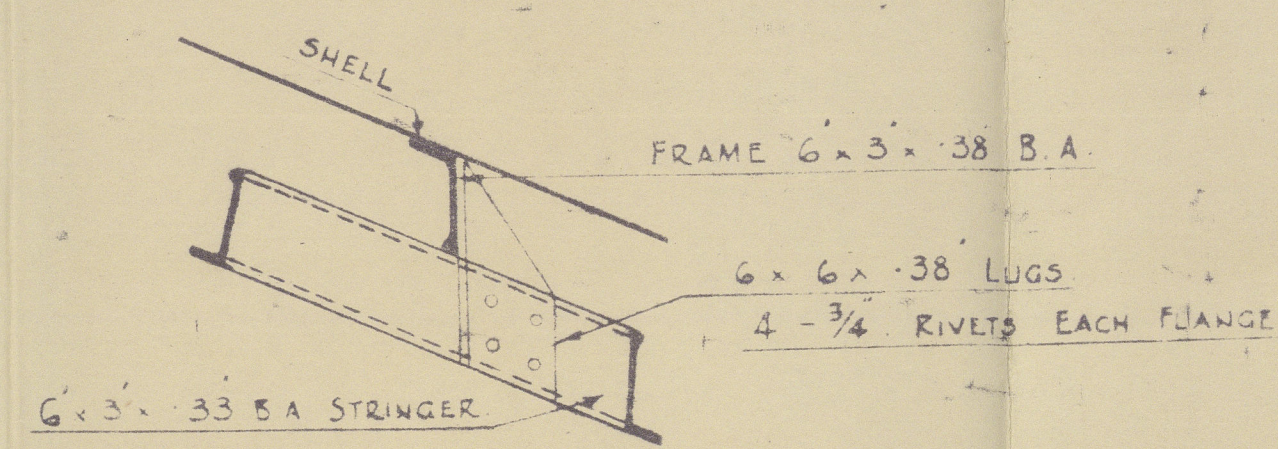 SHELL
FRAME 6" x 3" x .38" B.A.
6 x 6 x .38" LUGS
4 - 3/4" RIVETS EACH FLANGE
6" x 3" x .33" B A STRINGER.